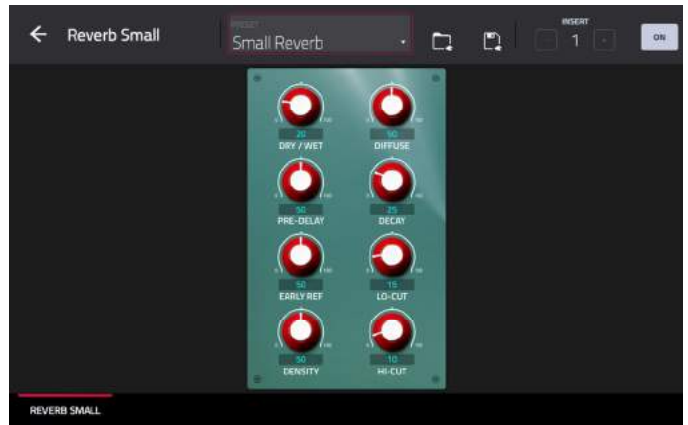 Reverb Small
PRESET
Small Reverb
INSERT
1
ON
20
DRY / WET
50
DIFFUSE
50
PRE-DELAY
25
DECAY
50
EARLY REF
15
LO-CUT
50
DENSITY
10
HI-CUT
REVERB SMALL